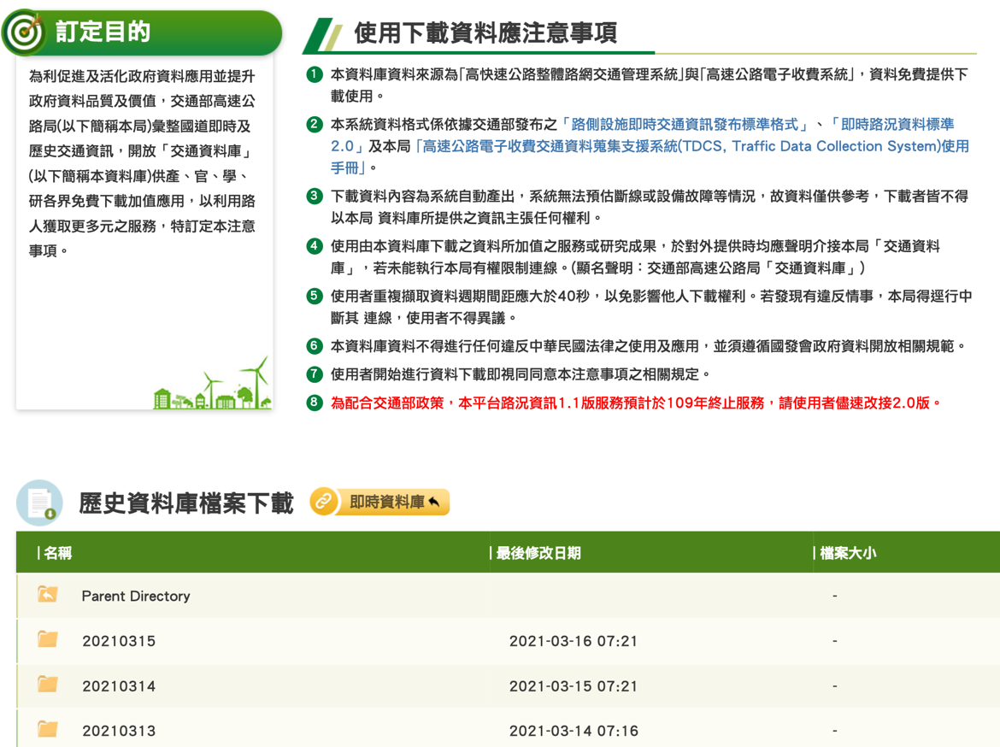 訂定目的
為利促進及活化政府資料應用並提升
政府資料品質及價值，交通部高速公
路局(以下簡稱本局)彙整國道即時及
歷史交通資訊，開放「交通資料庫」
(以下簡稱本資料庫)供產、官、學、
研各界免費下載加值應用，以利用路
人獲取更多元之服務，特訂定本注意
事項。
使用下載資料應注意事項
1 本資料庫資料來源為「高快速公路整體路網交通管理系統」與「高速公路電子收費系統」，資料免費提供下
載使用。
2 本系統資料格式係依據交通部發布之「路側設施即時交通資訊發布標準格式」、「即時路況資料標準
2.0」及本局「高速公路電子收費交通資料蒐集支援系統(TDCS, Traffic Data Collection System)使用
手冊」。
3 下載資料內容為系統自動產出，系統無法預估斷線或設備故障等情況，故資料僅供參考，下載者皆不得
以本局 資料庫所提供之資訊主張任何權利。
4 使用由本資料庫下載之資料所加值之服務或研究成果，於對外提供時均應聲明介接本局「交通資料
庫」，若未能執行本局有權限制連線。(顯名聲明：交通部高速公路局「交通資料庫」)
5 使用者重複擷取資料週期間距應大於40秒，以免影響他人下載權利。若發現有違反情事，本局得逕行中
斷其 連線，使用者不得異議。
6 本資料庫資料不得進行任何違反中華民國法律之使用及應用，並須遵循國發會政府資料開放相關規範。
7 使用者開始進行資料下載即視同同意本注意事項之相關規定。
8 為配合交通部政策，本平台路況資訊1.1版服務預計於109年終止服務，請使用者儘速改接2.0版。
歷史資料庫檔案下載 即時資料庫
|名稱 |最後修改日期 |檔案大小
Parent Directory -
20210315 2021-03-16 07:21 -
20210314 2021-03-15 07:21 -
20210313 2021-03-14 07:16 -